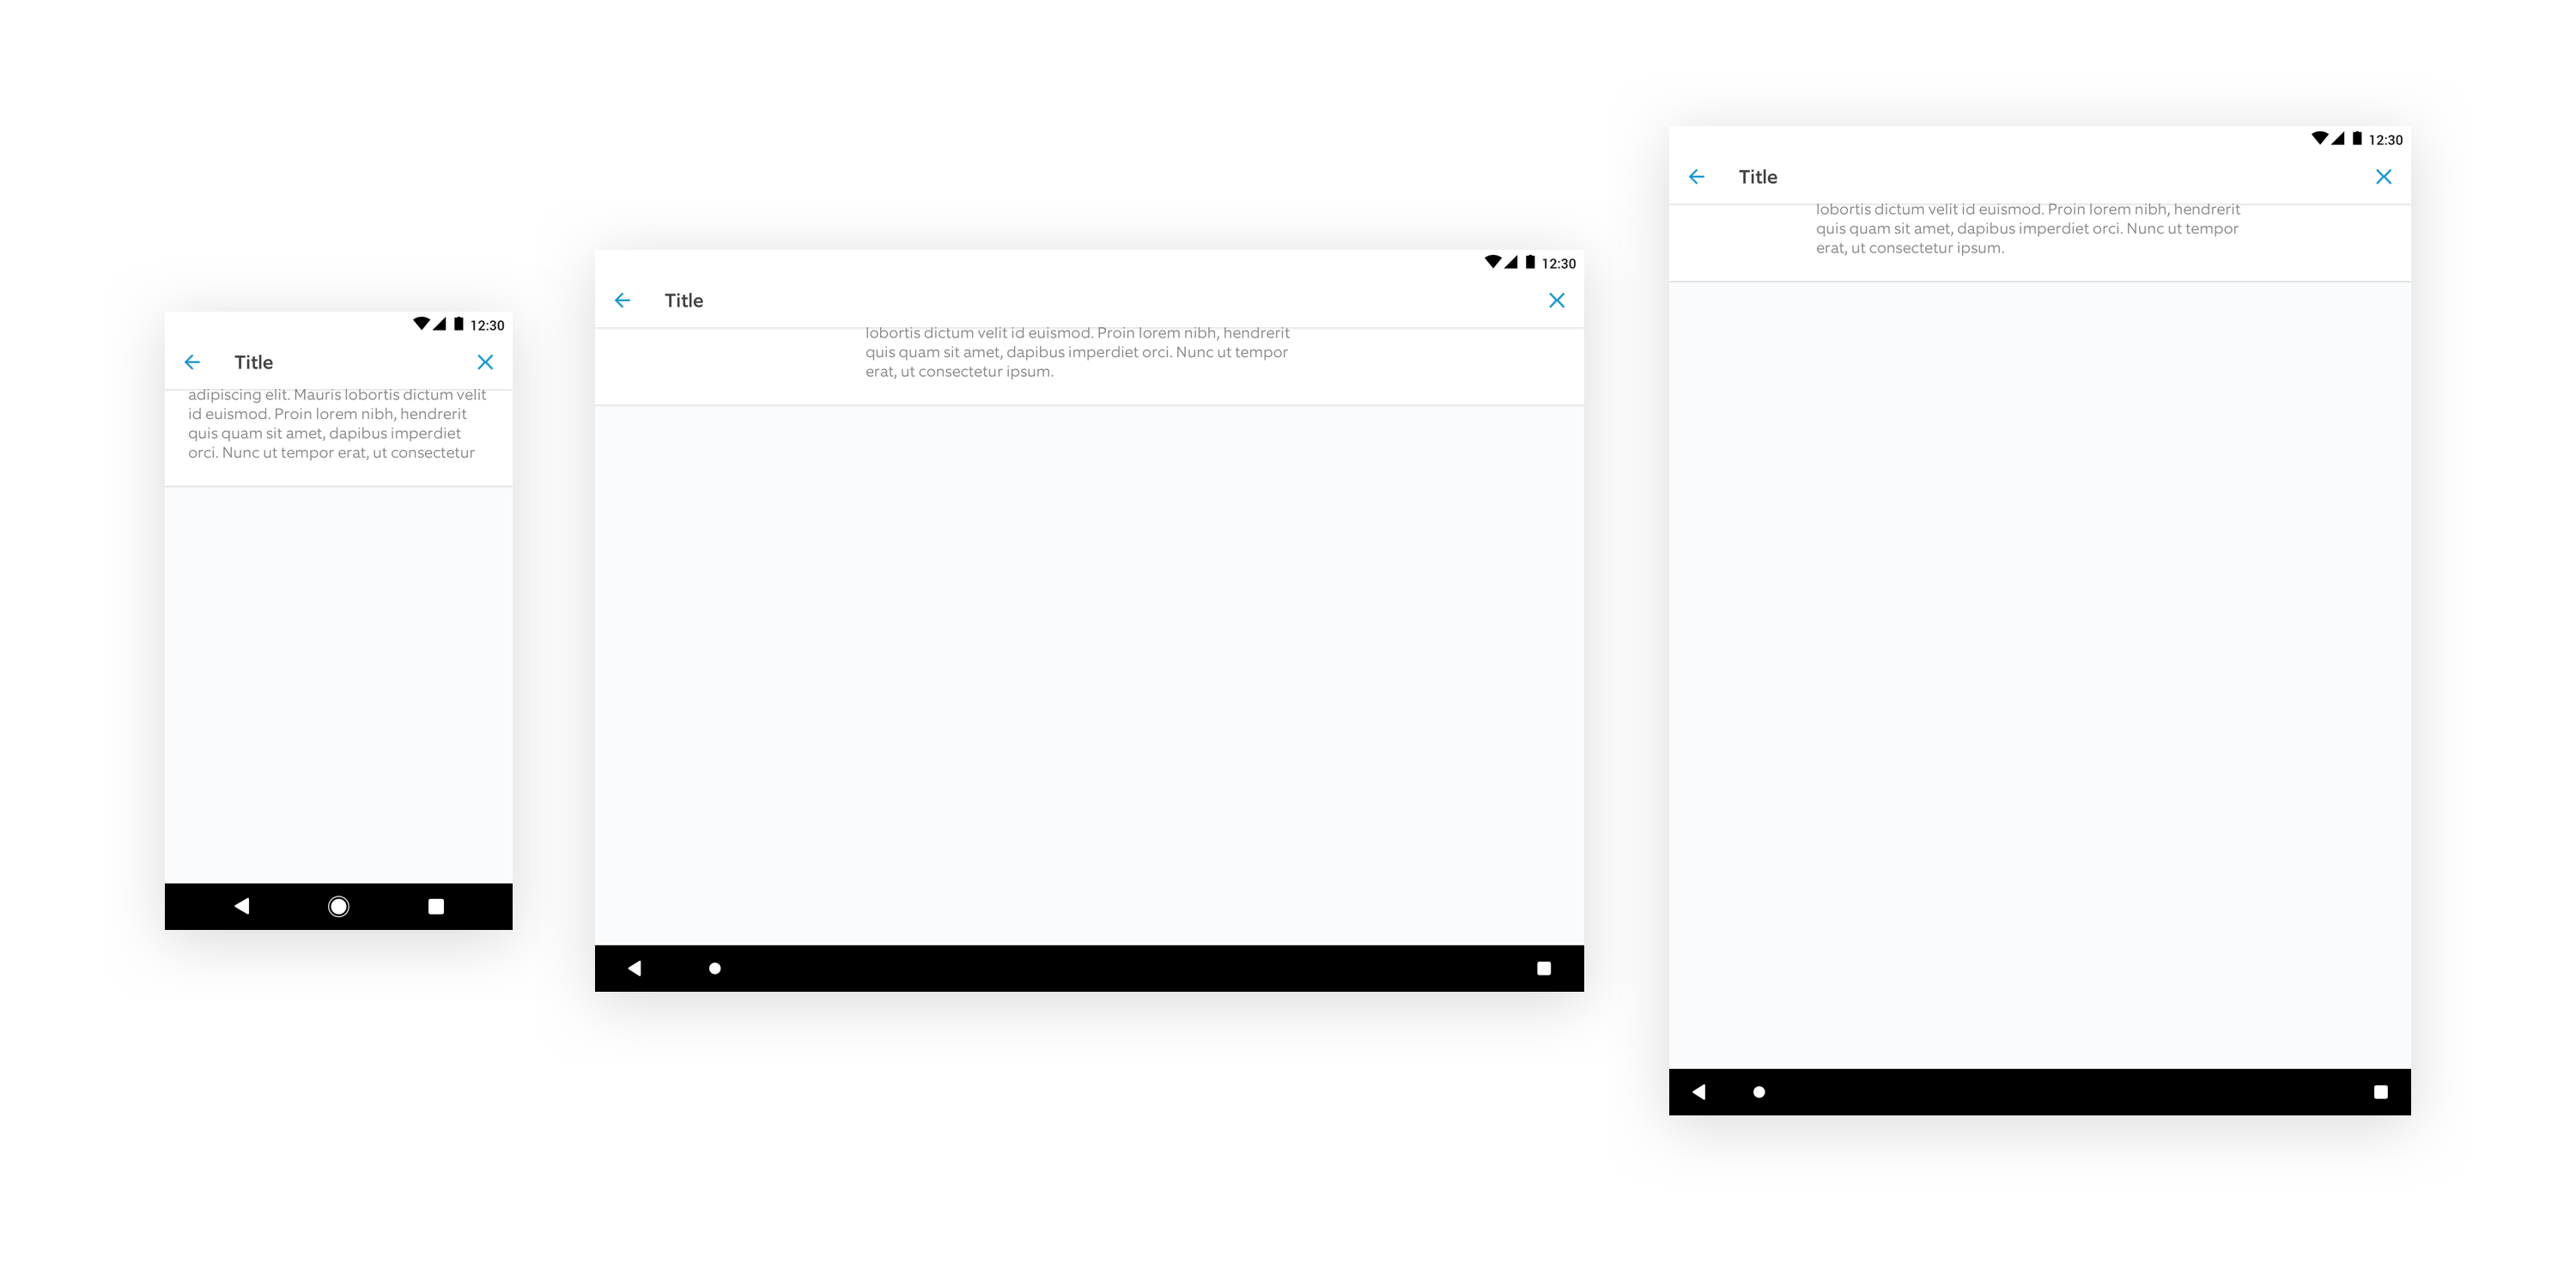 12:30
Title
adipiscing elit. Mauris lobortis dictum velit
id euismod. Proin lorem nibh, hendrerit
quis quam sit amet, dapibus imperdiet
orci. Nunc ut tempor erat, ut consectetur
12:30
Title
lobortis dictum velit id euismod. Proin lorem nibh, hendrerit
quis quam sit amet, dapibus imperdiet orci. Nunc ut tempor
erat, ut consectetur ipsum.
12:30
Title
lobortis dictum velit id euismod. Proin lorem nibh, hendrerit
quis quam sit amet, dapibus imperdiet orci. Nunc ut tempor
erat, ut consectetur ipsum.